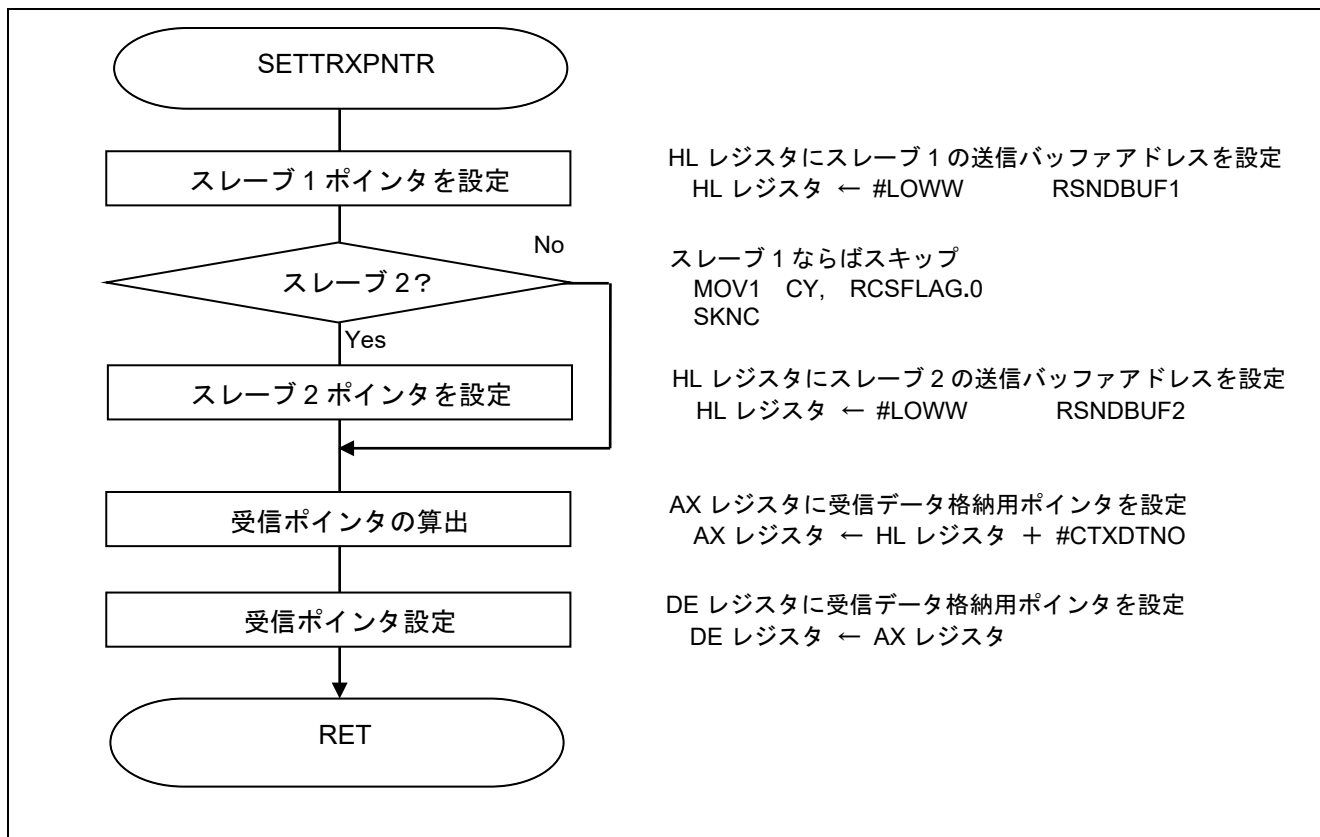 SETTRXPNTR
スレーブ 1 ポインタを設定
HL レジスタにスレーブ 1 の送信バッファアドレスを設定
HL レジスタ ← #LOWW RSNDBUF1
No
スレーブ 2?
スレーブ 1 ならばスキップ
MOV1 CY, RCSFLAG.0
SKNC
Yes
スレーブ 2 ポインタを設定
HL レジスタにスレーブ 2 の送信バッファアドレスを設定
HL レジスタ ← #LOWW RSNDBUF2
受信ポインタの算出
AX レジスタに受信データ格納用ポインタを設定
AX レジスタ ← HL レジスタ + #CTXDTNO
受信ポインタ設定
DE レジスタに受信データ格納用ポインタを設定
DE レジスタ ← AX レジスタ
RET